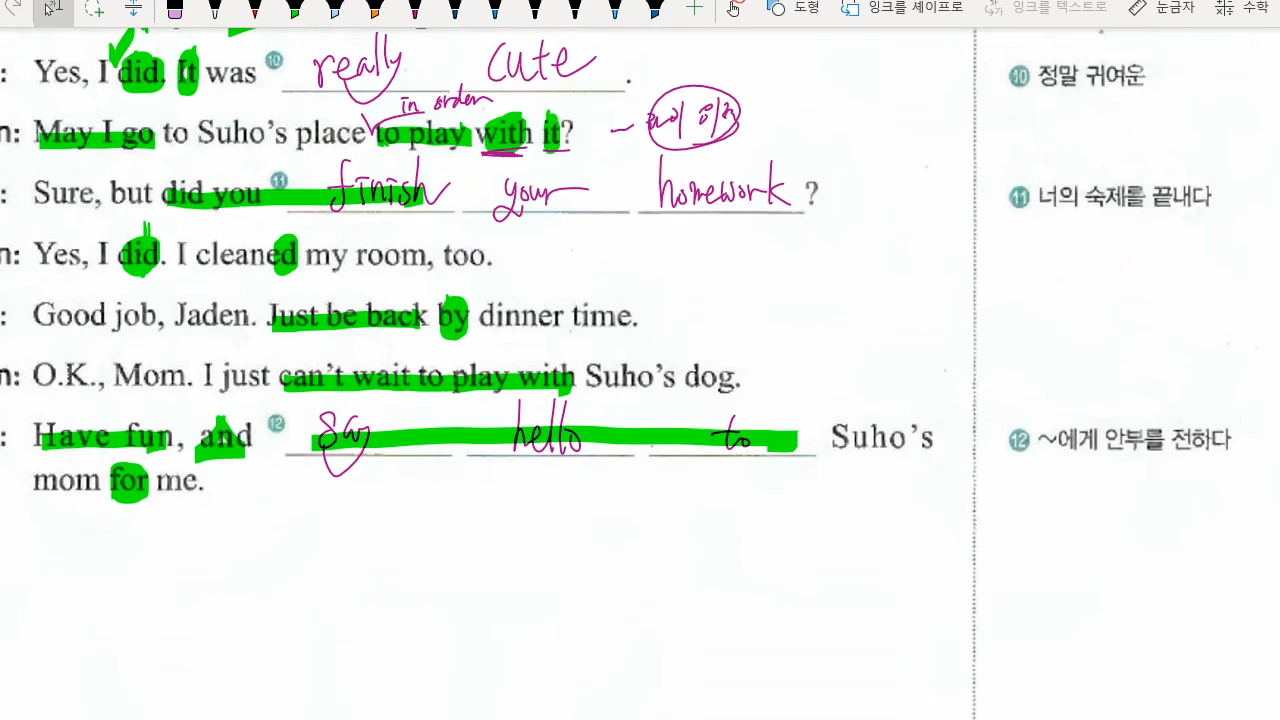 도형 잉크를 셰이프로 잉크를 텍스트로 눈금자 수학
: Yes, I did. It was ⑩ really cute . ⑩ 정말 귀여운
in order
n: May I go to Suho's place to play with it?
: Sure, but did you ⑪ finish your homework ? ⑪ 너의 숙제를 끝내다
n: Yes, I did. I cleaned my room, too.
: Good job, Jaden. Just be back by dinner time.
n: O.K., Mom. I just can't wait to play with Suho's dog.
: Have fun, and ⑫ say hello to Suho's ⑫ ~에게 안부를 전하다
mom for me.